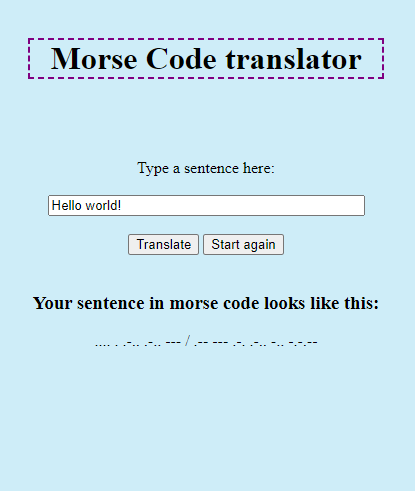 Morse Code translator
Type a sentence here:
Hello world!
Translate Start again
Your sentence in morse code looks like this:
.... . .-.. .-.. --- / .-- --- .-. .-.. -.. -.-.--